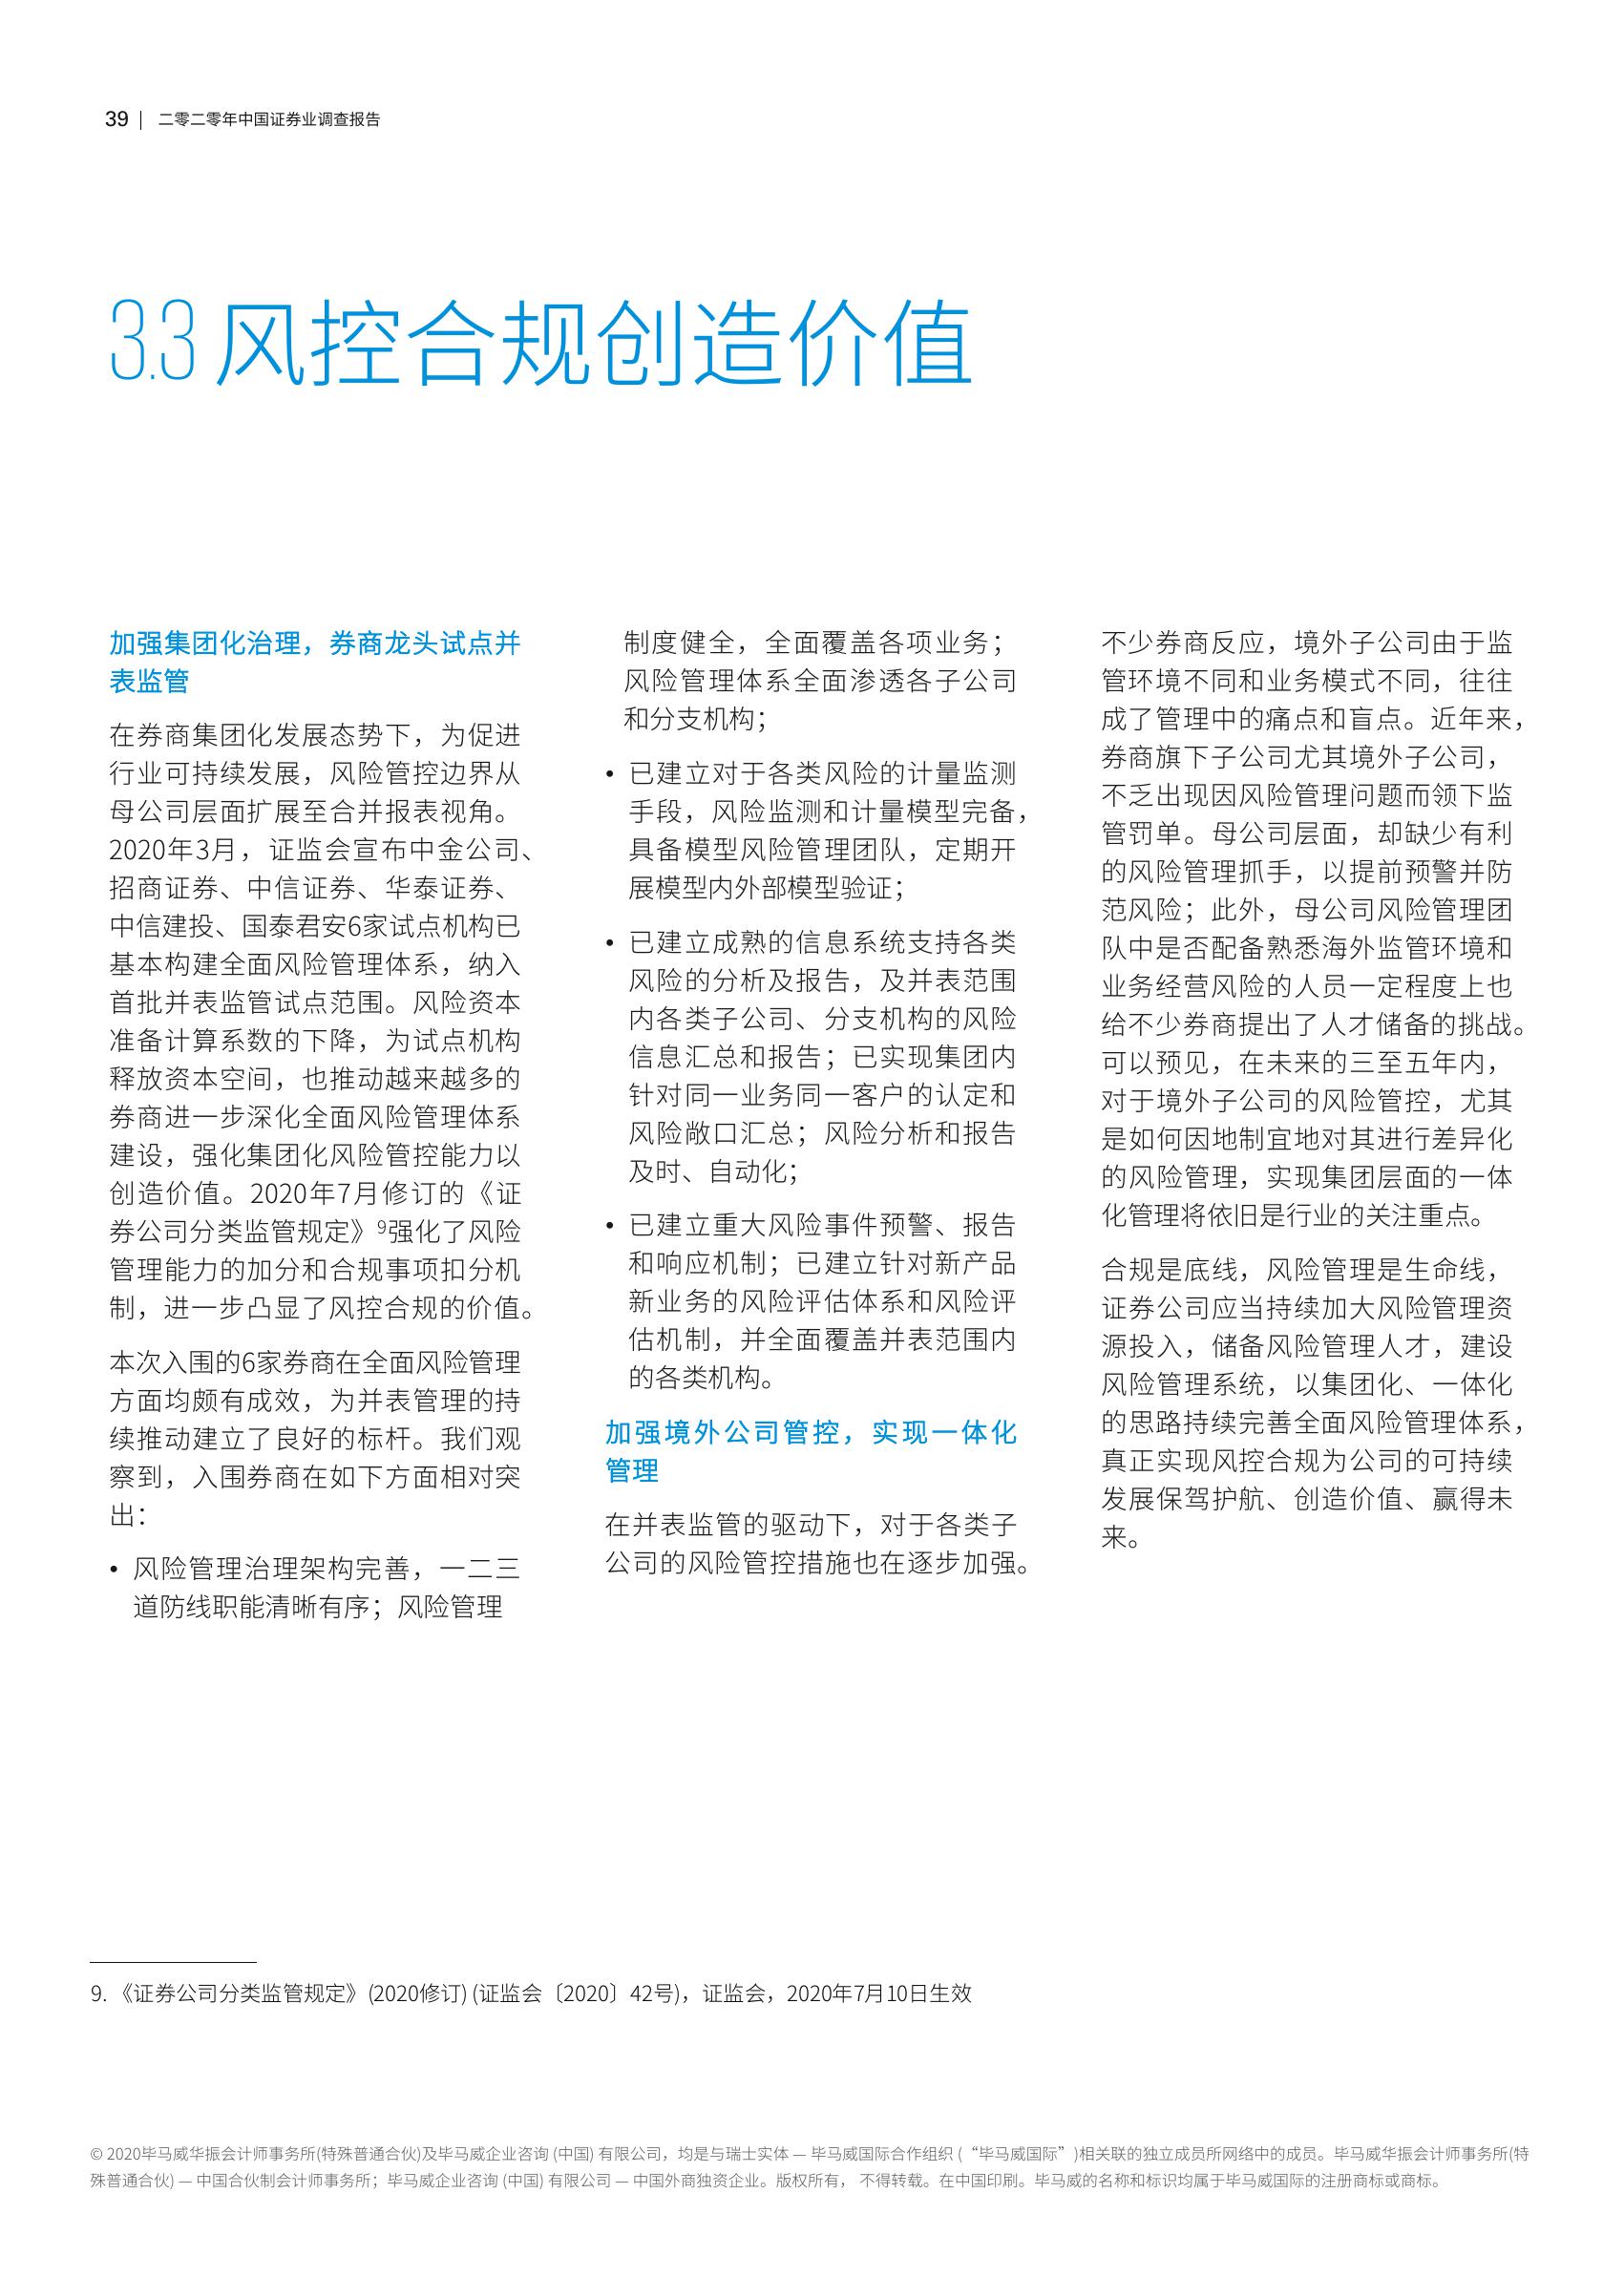 39 | 二零二零年中国证券业调查报告
3.3 风控合规创造价值
加强集团化治理，券商龙头试点并
表监管
在券商集团化发展态势下，为促进
行业可持续发展，风险管控边界从
母公司层面扩展至合并报表视角。
2020年3月，证监会宣布中金公司、
招商证券、中信证券、华泰证券、
中信建投、国泰君安6家试点机构已
基本构建全面风险管理体系，纳入
首批并表监管试点范围。风险资本
准备计算系数的下降，为试点机构
释放资本空间，也推动越来越多的
券商进一步深化全面风险管理体系
建设，强化集团化风险管控能力以
创造价值。2020年7月修订的《证
券公司分类监管规定》9强化了风险
管理能力的加分和合规事项扣分机
制，进一步凸显了风控合规的价值。
本次入围的6家券商在全面风险管理
方面均颇有成效，为并表管理的持
续推动建立了良好的标杆。我们观
察到，入围券商在如下方面相对突
出：
• 风险管理治理架构完善，一二三
道防线职能清晰有序；风险管理
制度健全，全面覆盖各项业务；
风险管理体系全面渗透各子公司
和分支机构；
• 已建立对于各类风险的计量监测
手段，风险监测和计量模型完备，
具备模型风险管理团队，定期开
展模型内外部模型验证；
• 已建立成熟的信息系统支持各类
风险的分析及报告，及并表范围
内各类子公司、分支机构的风险
信息汇总和报告；已实现集团内
针对同一业务同一客户的认定和
风险敞口汇总；风险分析和报告
及时、自动化；
• 已建立重大风险事件预警、报告
和响应机制；已建立针对新产品
新业务的风险评估体系和风险评
估机制，并全面覆盖并表范围内
的各类机构。
加强境外公司管控，实现一体化
管理
在并表监管的驱动下，对于各类子
公司的风险管控措施也在逐步加强。
不少券商反应，境外子公司由于监
管环境不同和业务模式不同，往往
成了管理中的痛点和盲点。近年来，
券商旗下子公司尤其境外子公司，
不乏出现因风险管理问题而领下监
管罚单。母公司层面，却缺少有利
的风险管理抓手，以提前预警并防
范风险；此外，母公司风险管理团
队中是否配备熟悉海外监管环境和
业务经营风险的人员一定程度上也
给不少券商提出了人才储备的挑战。
可以预见，在未来的三至五年内，
对于境外子公司的风险管控，尤其
是如何因地制宜地对其进行差异化
的风险管理，实现集团层面的一体
化管理将依旧是行业的关注重点。
合规是底线，风险管理是生命线，
证券公司应当持续加大风险管理资
源投入，储备风险管理人才，建设
风险管理系统，以集团化、一体化
的思路持续完善全面风险管理体系，
真正实现风控合规为公司的可持续
发展保驾护航、创造价值、赢得未
来。
9. 《证券公司分类监管规定》(2020修订) (证监会〔2020〕42号)，证监会，2020年7月10日生效
© 2020毕马威华振会计师事务所(特殊普通合伙)及毕马威企业咨询 (中国) 有限公司，均是与瑞士实体 — 毕马威国际合作组织 (“毕马威国际”)相关联的独立成员所网络中的成员。毕马威华振会计师事务所(特
殊普通合伙) — 中国合伙制会计师事务所；毕马威企业咨询 (中国) 有限公司 — 中国外商独资企业。版权所有， 不得转载。在中国印刷。毕马威的名称和标识均属于毕马威国际的注册商标或商标。